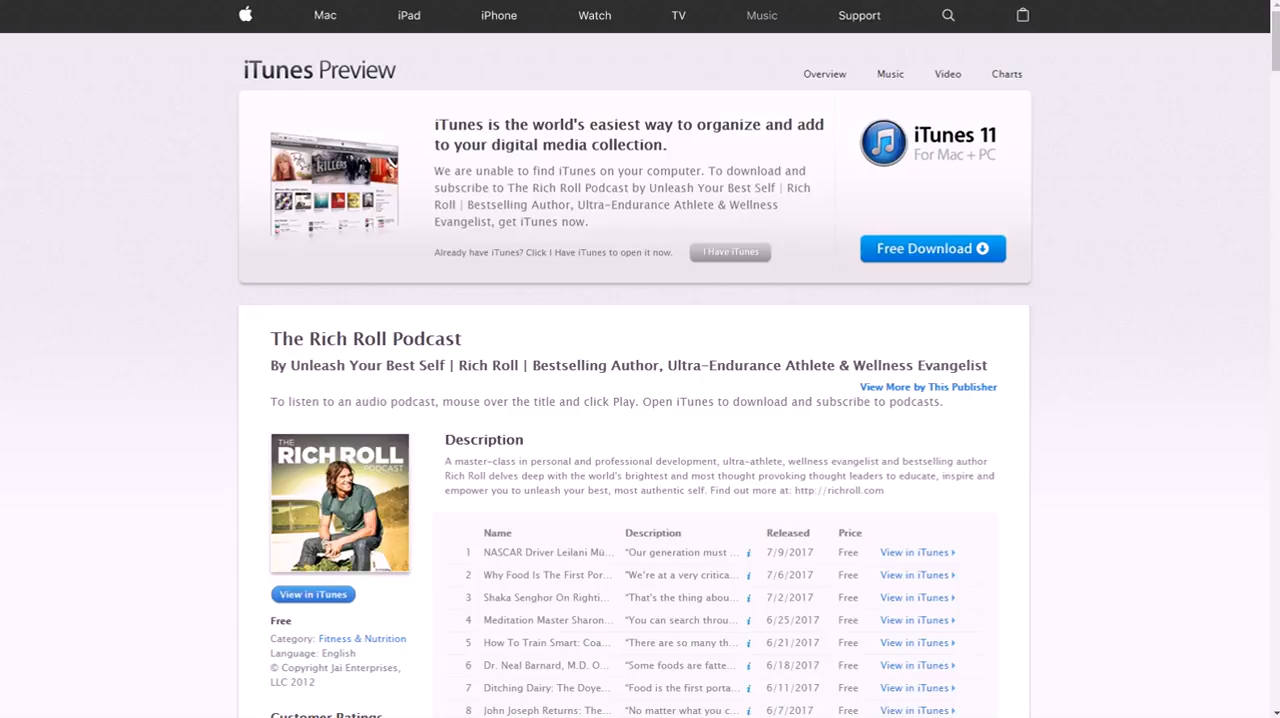 Mac iPad iPhone Watch TV Music Support
iTunes Preview
Overview Music Video Charts
iTunes is the world's easiest way to organize and add
to your digital media collection.
We are unable to find iTunes on your computer. To download and
subscribe to The Rich Roll Podcast by Unleash Your Best Self | Rich
Roll | Bestselling Author, Ultra-Endurance Athlete & Wellness
Evangelist, get iTunes now.
Already have iTunes? Click I Have iTunes to open it now. I Have iTunes
KILLERS
iTunes 11
For Mac + PC
Free Download
The Rich Roll Podcast
By Unleash Your Best Self | Rich Roll | Bestselling Author, Ultra-Endurance Athlete & Wellness Evangelist
View More by This Publisher
To listen to an audio podcast, mouse over the title and click Play. Open iTunes to download and subscribe to podcasts.
THE
RICH ROLL
PODCAST
View in iTunes
Free
Category: Fitness & Nutrition
Language: English
© Copyright Jai Enterprises,
LLC 2012
Customer Ratings
Description
A master-class in personal and professional development, ultra-athlete, wellness evangelist and bestselling author
Rich Roll delves deep with the world's brightest and most thought provoking thought leaders to educate, inspire and
empower you to unleash your best, most authentic self. Find out more at: http://richroll.com
Name Description Released Price
1 NASCAR Driver Leilani Mü... "Our generation must ... i 7/9/2017 Free View in iTunes
2 Why Food Is The First Por... "We're at a very critica... i 7/6/2017 Free View in iTunes
3 Shaka Senghor On Righti... "That's the thing abou... i 7/2/2017 Free View in iTunes
4 Meditation Master Sharon... "You can search throu... i 6/25/2017 Free View in iTunes
5 How To Train Smart: Coa... "There are so many th... i 6/21/2017 Free View in iTunes
6 Dr. Neal Barnard, M.D. O... "Some foods are fatte... i 6/18/2017 Free View in iTunes
7 Ditching Dairy: The Doye... "Food is the first porta... i 6/11/2017 Free View in iTunes
8 John Joseph Returns: The... "No matter what you c... i 6/7/2017 Free View in iTunes